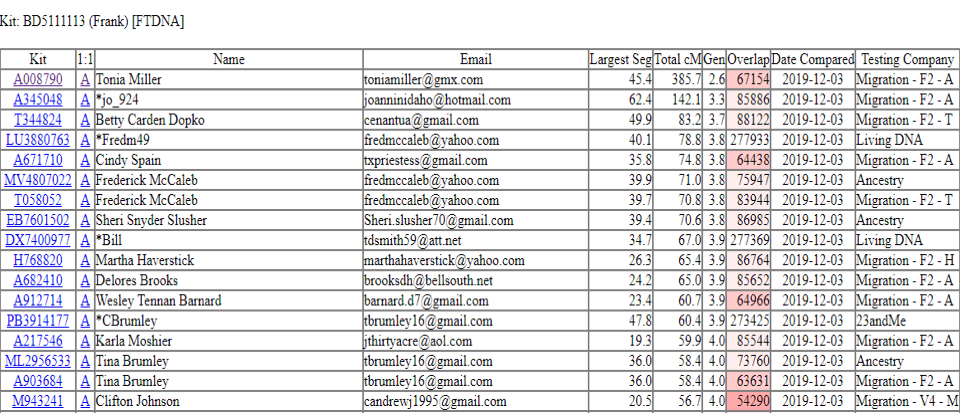 Kit: BD5111113 (Frank) [FTDNA]
Kit 1:1 Name Email Largest Seg Total cM Gen Overlap Date Compared Testing Company
A008790 A Tonia Miller toniamiller@gmx.com 45.4 385.7 2.6 67154 2019-12-03 Migration - F2 - A
A345048 A *jo_924 joanninidaho@hotmail.com 62.4 142.1 3.3 85886 2019-12-03 Migration - F2 - A
T344824 A Betty Carden Dopko cenantua@gmail.com 49.9 83.2 3.7 88122 2019-12-03 Migration - F2 - T
LU3880763 A *Fredm49 fredmccaleb@yahoo.com 40.1 78.8 3.8 277933 2019-12-03 Living DNA
A671710 A Cindy Spain txpriestess@gmail.com 35.8 74.8 3.8 64438 2019-12-03 Migration - F2 - A
MV4807022 A Frederick McCaleb fredmccaleb@yahoo.com 39.9 71.0 3.8 75947 2019-12-03 Ancestry
T058052 A Frederick McCaleb fredmccaleb@yahoo.com 39.7 70.8 3.8 83944 2019-12-03 Migration - F2 - T
EB7601502 A Sheri Snyder Slusher Sheri.slusher70@gmail.com 39.4 70.6 3.8 86985 2019-12-03 Ancestry
DX7400977 A *Bill tdsmith59@att.net 34.7 67.0 3.9 277369 2019-12-03 Living DNA
H768820 A Martha Haverstick marthahaverstick@yahoo.com 26.3 65.4 3.9 86764 2019-12-03 Migration - F2 - H
A682410 A Delores Brooks brooksdh@bellsouth.net 24.2 65.0 3.9 85652 2019-12-03 Migration - F2 - A
A912714 A Wesley Tennan Barnard barnard.d7@gmail.com 23.4 60.7 3.9 64966 2019-12-03 Migration - F2 - A
PB3914177 A *CBrumley tbrumley16@gmail.com 47.8 60.4 3.9 273425 2019-12-03 23andMe
A217546 A Karla Moshier jthirtyacre@aol.com 19.3 59.9 4.0 85544 2019-12-03 Migration - F2 - A
ML2956533 A Tina Brumley tbrumley16@gmail.com 36.0 58.4 4.0 73760 2019-12-03 Ancestry
A903684 A Tina Brumley tbrumley16@gmail.com 36.0 58.4 4.0 63631 2019-12-03 Migration - F2 - A
M943241 A Clifton Johnson candrewj1995@gmail.com 20.5 56.7 4.0 54290 2019-12-03 Migration - V4 - M